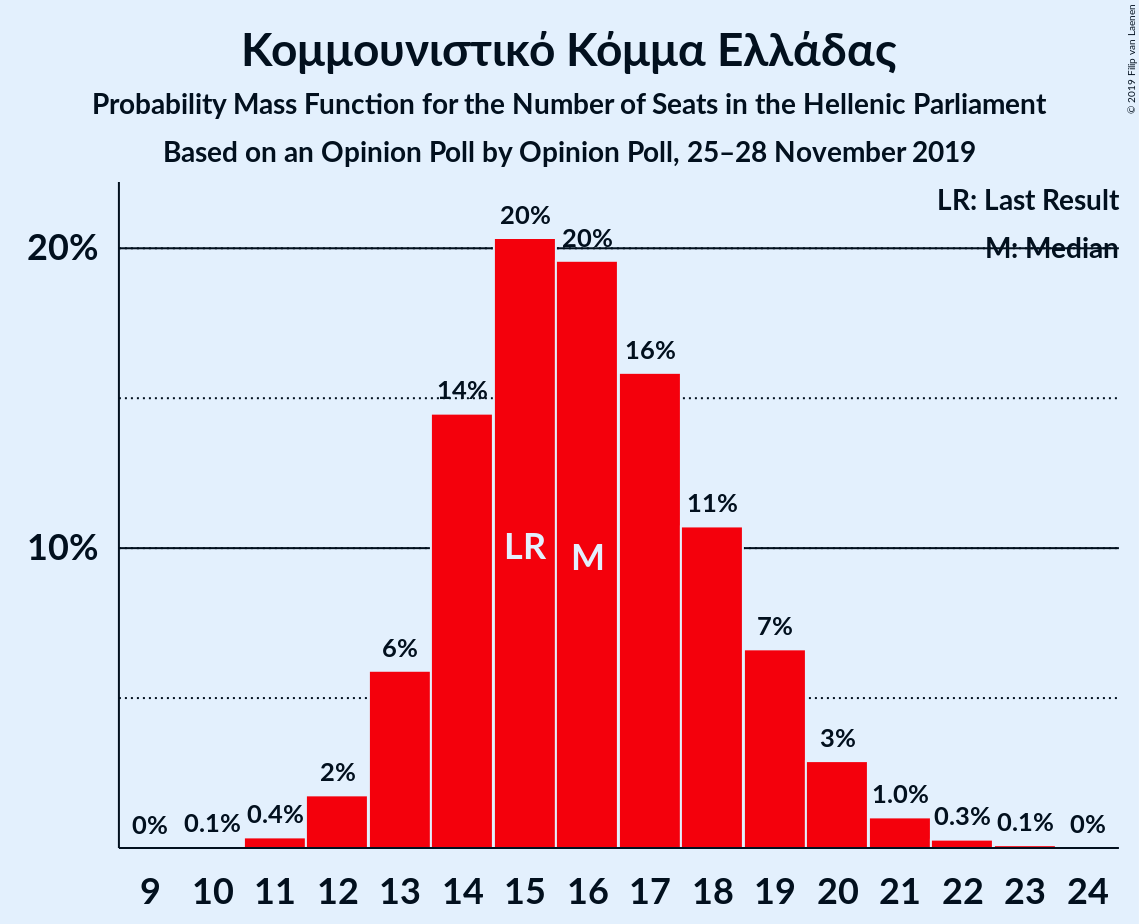 Κομμουνιστικό Κόμμα Ελλάδας
Probability Mass Function for the Number of Seats in the Hellenic Parliament
Based on an Opinion Poll by Opinion Poll, 25–28 November 2019
© 2019 Filip van Laenen
LR: Last Result
M: Median
20%
10%
0% 0.1% 0.4% 2% 6% 14% 20% 20% 16% 11% 7% 3% 1.0% 0.3% 0.1% 0%
LR M
9 10 11 12 13 14 15 16 17 18 19 20 21 22 23 24